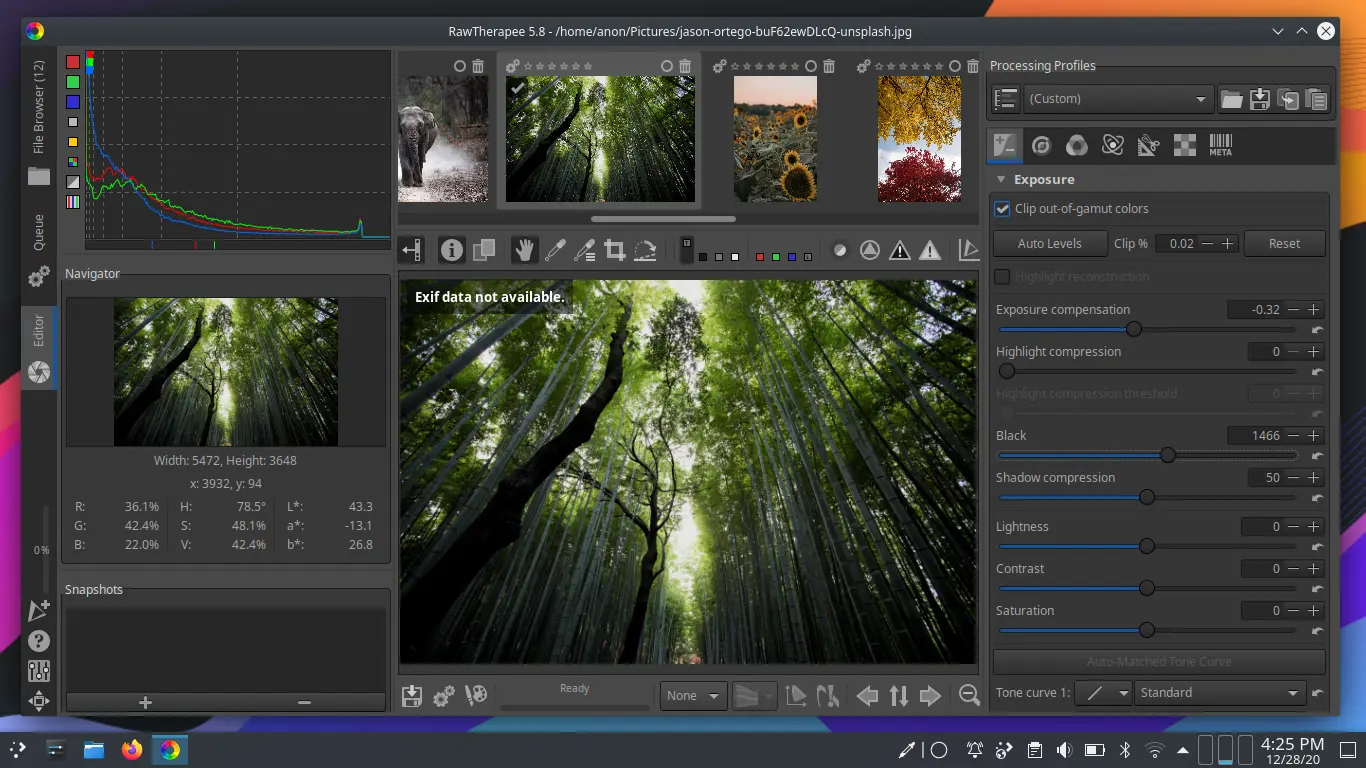 RawTherapee 5.8 - /home/anon/Pictures/jason-ortego-buF62ewDLcQ-unsplash.jpg
File Browser (12)
Queue
Editor
0%
Navigator
Width: 5472, Height: 3648
x: 3932, y: 94
R: 36.1% H: 78.5° L*: 43.3
G: 42.4% S: 48.1% a*: -13.1
B: 22.0% V: 42.4% b*: 26.8
Snapshots
Exif data not available.
Ready
None
Processing Profiles
(Custom)
META
Exposure
Clip out-of-gamut colors
Auto Levels Clip % 0.02 Reset
Highlight reconstruction
Exposure compensation -0.32
Highlight compression 0
Highlight compression threshold 0
Black 1466
Shadow compression 50
Lightness 0
Contrast 0
Saturation 0
Auto-Matched Tone Curve
Tone curve 1: Standard
4:25 PM
12/28/20